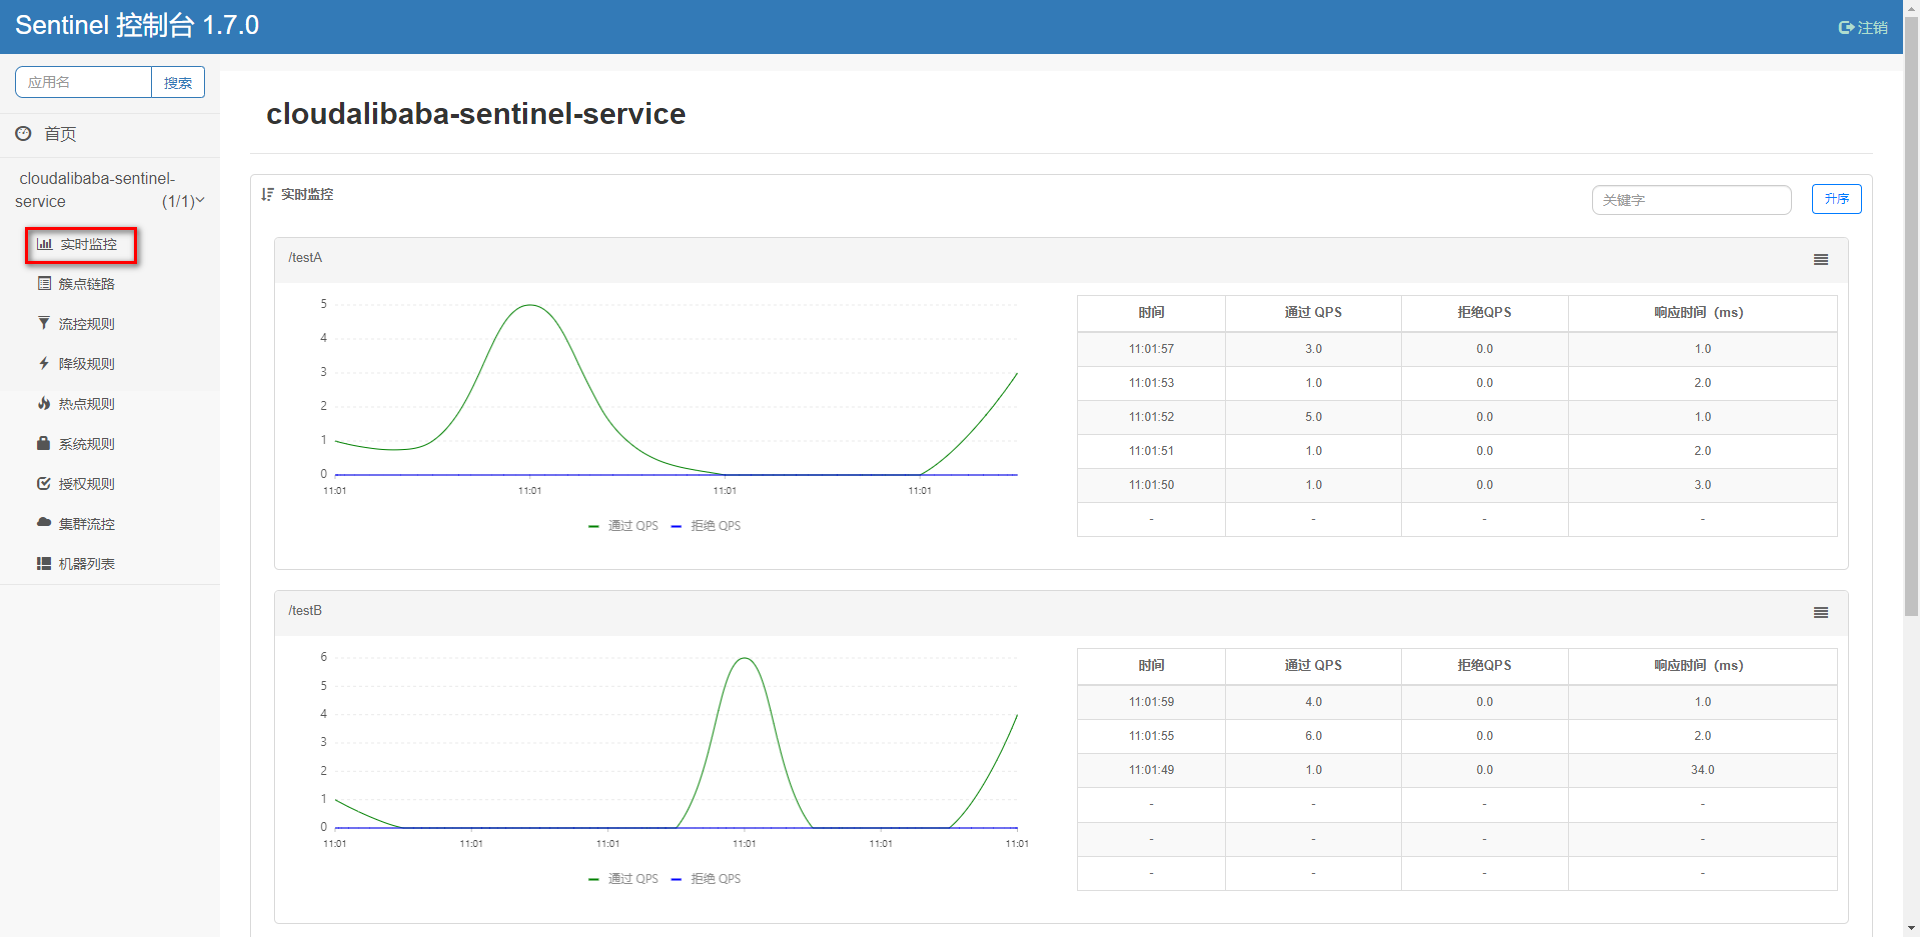 Sentinel 控制台 1.7.0
注销
应用名
搜索
首页
cloudalibaba-sentinel-
service (1/1)
实时监控
簇点链路
流控规则
降级规则
热点规则
系统规则
授权规则
集群流控
机器列表
cloudalibaba-sentinel-service
实时监控
关键字
升序
/testA
5
4
3
2
1
0
11:01 11:01 11:01 11:01
通过 QPS 拒绝 QPS
时间 通过 QPS 拒绝QPS 响应时间 (ms)
11:01:57 3.0 0.0 1.0
11:01:53 1.0 0.0 2.0
11:01:52 5.0 0.0 1.0
11:01:51 1.0 0.0 2.0
11:01:50 1.0 0.0 3.0
- - - -
/testB
6
5
4
3
2
1
0
11:01 11:01 11:01 11:01 11:01 11:01
通过 QPS 拒绝 QPS
时间 通过 QPS 拒绝QPS 响应时间 (ms)
11:01:59 4.0 0.0 1.0
11:01:55 6.0 0.0 2.0
11:01:49 1.0 0.0 34.0
- - - -
- - - -
- - - -